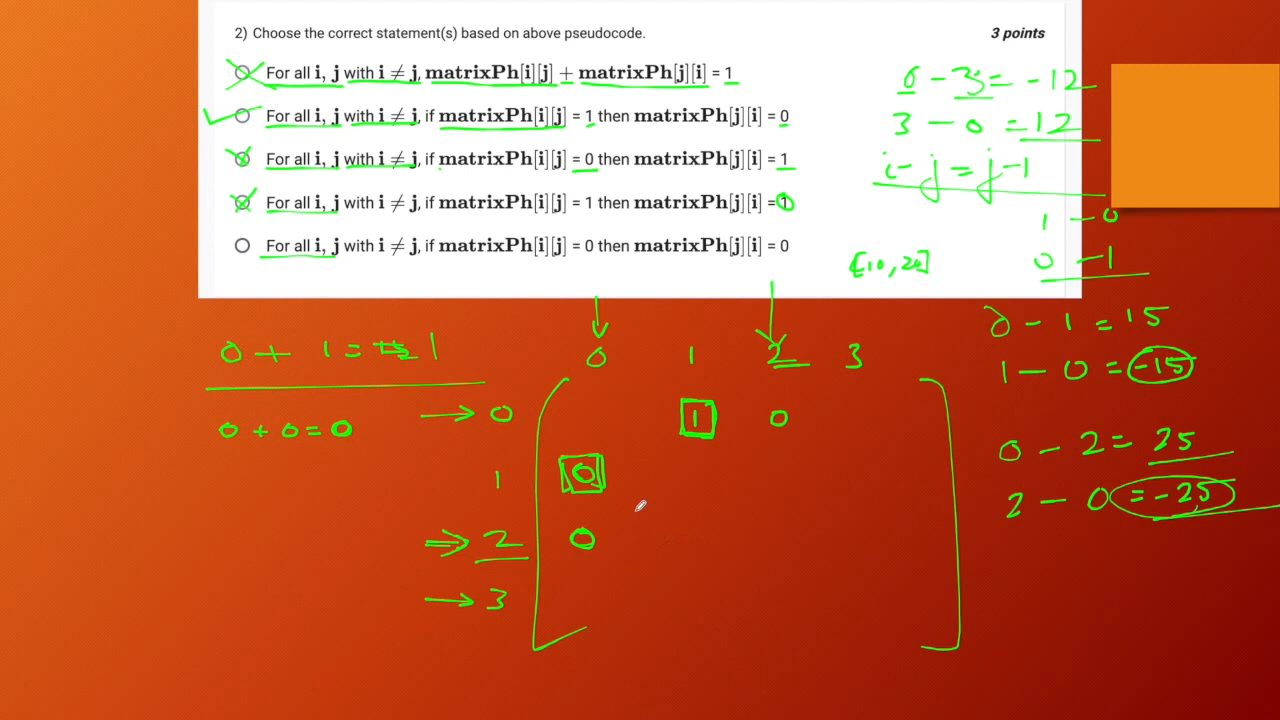 2) Choose the correct statement(s) based on above pseudocode. 3 points
For all i, j with i ≠ j, matrixPh[i][j] + matrixPh[j][i] = 1
For all i, j with i ≠ j, if matrixPh[i][j] = 1 then matrixPh[j][i] = 0
For all i, j with i ≠ j, if matrixPh[i][j] = 0 then matrixPh[j][i] = 1
For all i, j with i ≠ j, if matrixPh[i][j] = 1 then matrixPh[j][i] = 1
For all i, j with i ≠ j, if matrixPh[i][j] = 0 then matrixPh[j][i] = 0
0 - 3 = -12
3 - 0 = 12
i - j = j - 1
1 - 0
0 - 1
[10, 20]
0 - 1 = 15
1 - 0 = -15
0 - 2 = 25
2 - 0 = -25
0 + 1 = 1
0 + 0 = 0
0 1 2 3
0 1 0
1 0
2 0
3